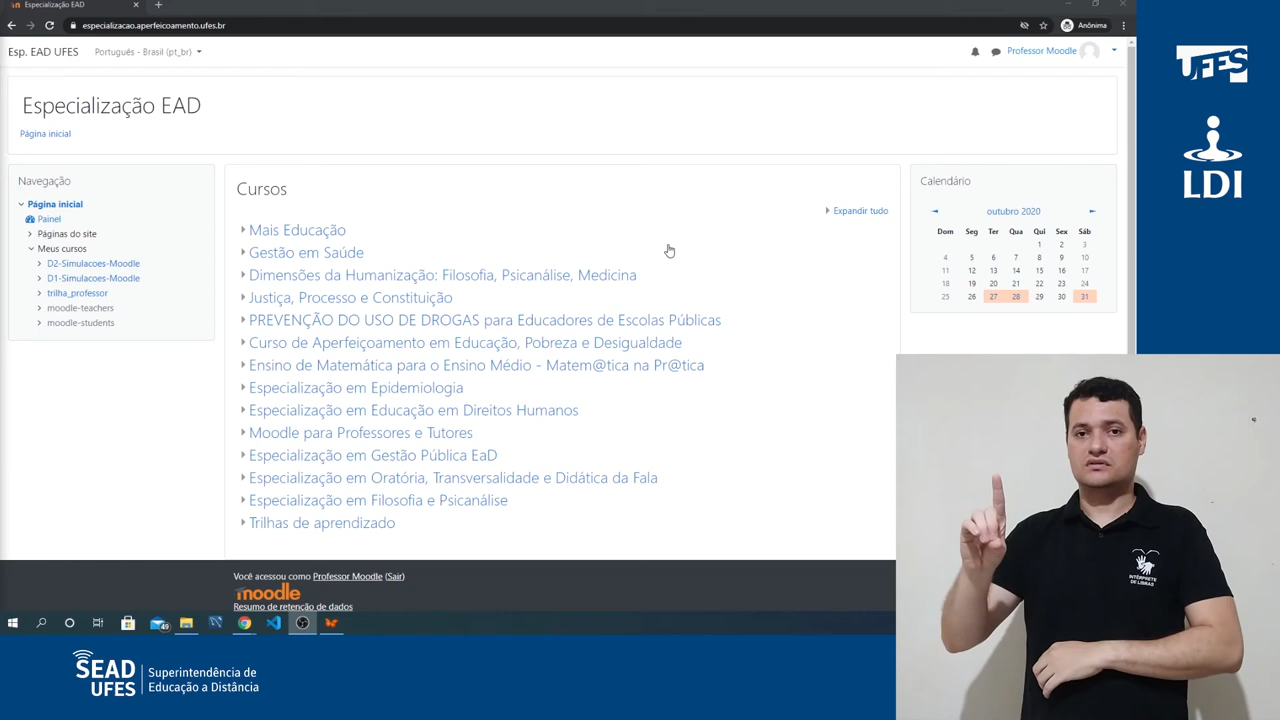 Especialização EAD
especializacao.aperfeicoamento.ufes.br
Anônima
Esp. EAD UFES
Português - Brasil (pt_br)
Professor Moodle
Especialização EAD
Página inicial
Navegação
Página inicial
Painel
Páginas do site
Meus cursos
D2-Simulacoes-Moodle
D1-Simulacoes-Moodle
trilha_professor
moodle-teachers
moodle-students
Cursos
Expandir tudo
Mais Educação
Gestão em Saúde
Dimensões da Humanização: Filosofia, Psicanálise, Medicina
Justiça, Processo e Constituição
PREVENÇÃO DO USO DE DROGAS para Educadores de Escolas Públicas
Curso de Aperfeiçoamento em Educação, Pobreza e Desigualdade
Ensino de Matemática para o Ensino Médio - Matem@tica na Pr@tica
Especialização em Epidemiologia
Especialização em Educação em Direitos Humanos
Moodle para Professores e Tutores
Especialização em Gestão Pública EaD
Especialização em Oratória, Transversalidade e Didática da Fala
Especialização em Filosofia e Psicanálise
Trilhas de aprendizado
Calendário
outubro 2020
Dom Seg Ter Qua Qui Sex Sáb
1 2 3
4 5 6 7 8 9 10
11 12 13 14 15 16 17
18 19 20 21 22 23 24
25 26 27 28 29 30 31
Você acessou como Professor Moodle (Sair)
moodle
Resumo de retenção de dados
49
UFES
LDI
INTÉRPRETE
DE LIBRAS
SEAD
UFES
Superintendência de
Educação a Distância